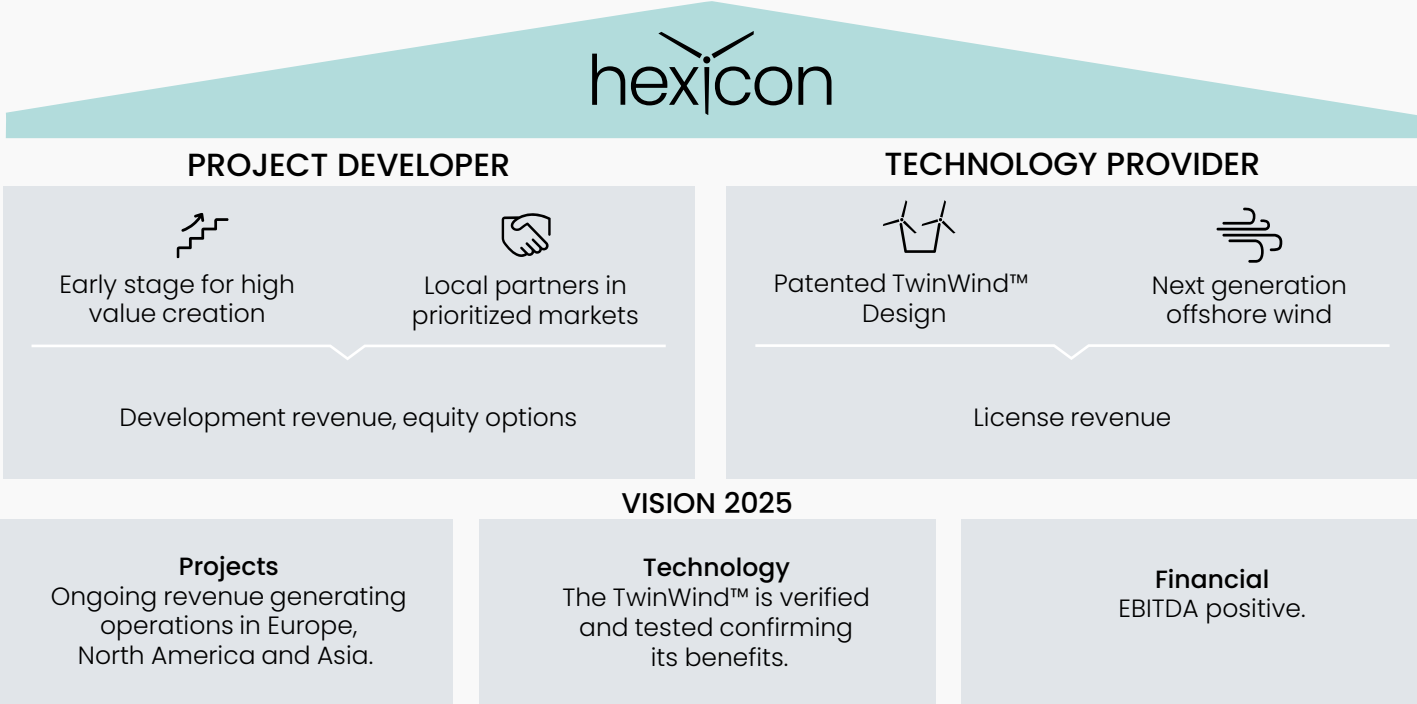 hexicon
PROJECT DEVELOPER
Early stage for high
value creation
Local partners in
prioritized markets
Development revenue, equity options
TECHNOLOGY PROVIDER
Patented TwinWind™
Design
Next generation
offshore wind
License revenue
VISION 2025
Projects
Ongoing revenue generating
operations in Europe,
North America and Asia.
Technology
The TwinWind™ is verified
and tested confirming
its benefits.
Financial
EBITDA positive.